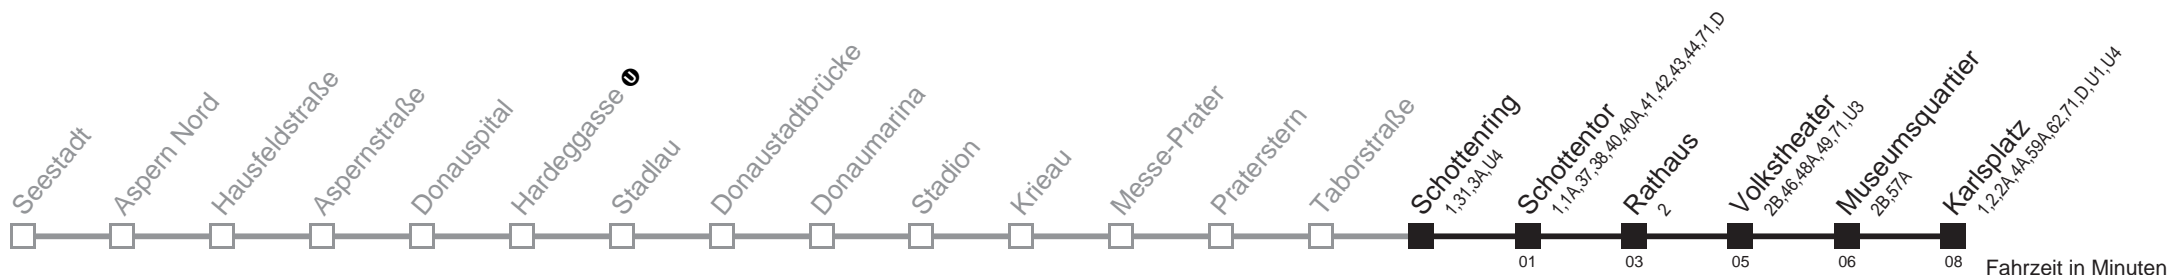 Seestadt
Aspern Nord
Hausfeldstraße
Aspernstraße
Donauspital
Hardeggasse U
Stadlau
Donaustadtbrücke
Donaumarina
Stadion
Krieau
Messe-Prater
Praterstern
Taborstraße
Schottenring
1,31,3A,U4
Schottentor
1,1A,37,38,40,40A,41,42,43,44,71,D
Rathaus
2
Volkstheater
2B,46,48A,49,71,U3
Museumsquartier
2B,57A
Karlsplatz
1,2,2A,4A,59A,62,71,D,U1,U4
01
03
05
06
08
Fahrzeit in Minuten